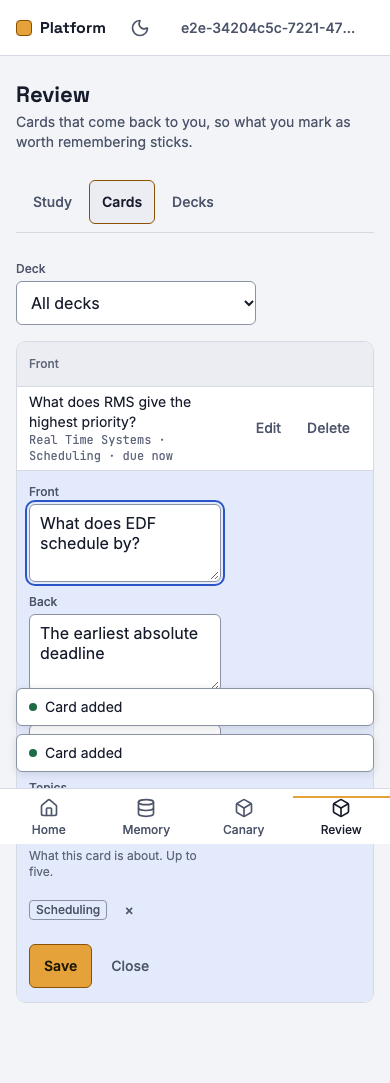 Platform
e2e-34204c5c-7221-47...
Review
Cards that come back to you, so what you mark as
worth remembering sticks.
Study
Cards
Decks
Deck
All decks
Front
What does RMS give the
highest priority?
Real Time Systems ·
Scheduling · due now
Edit
Delete
Front
What does EDF
schedule by?
Back
The earliest absolute
deadline
Card added
Card added
Topics
Home
Memory
Canary
Review
What this card is about. Up to
five.
Scheduling
×
Save
Close